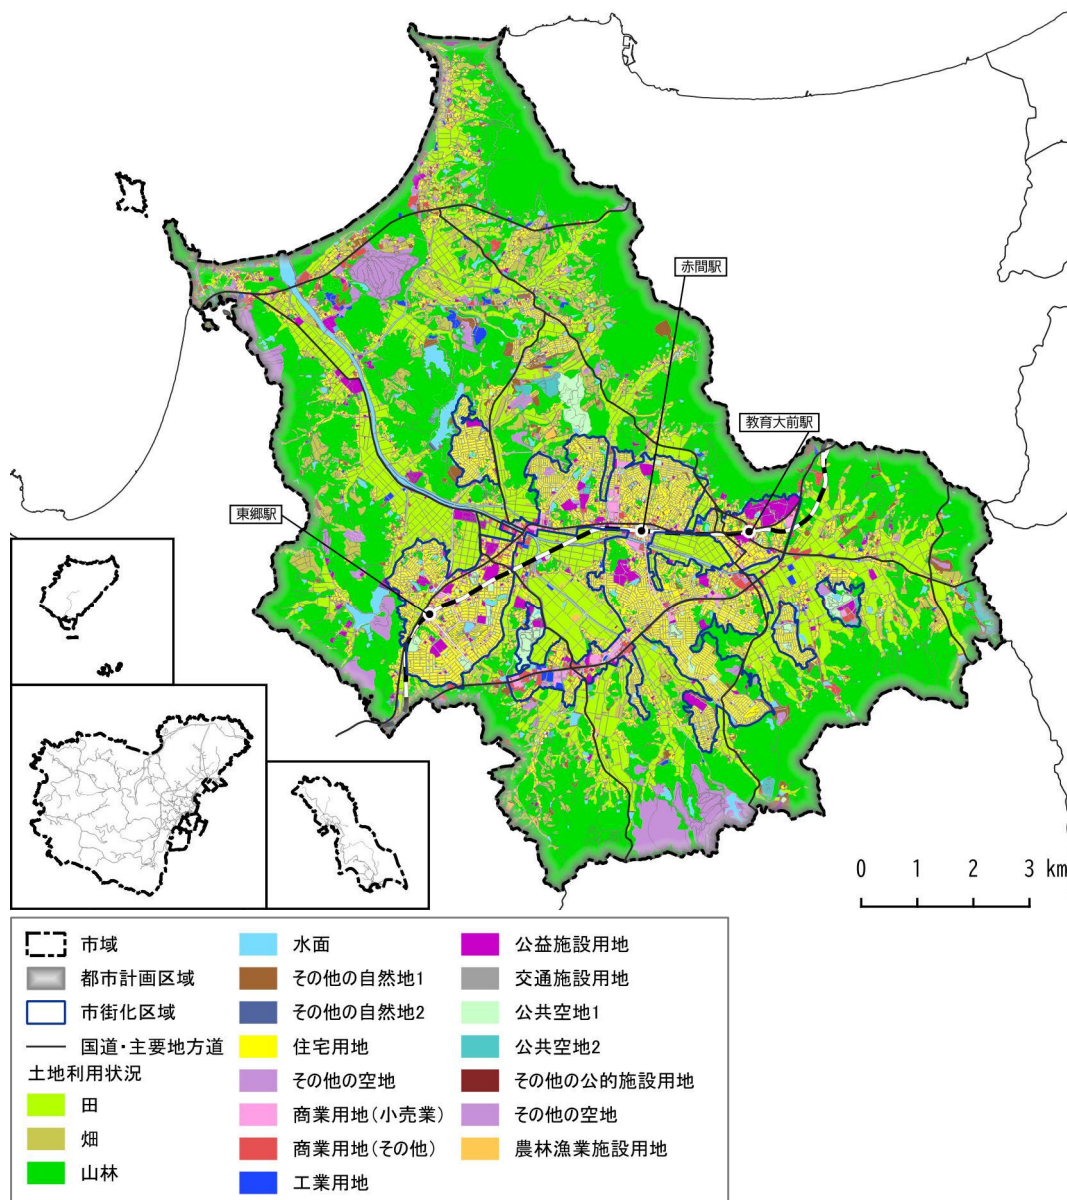 赤間駅
教育大前駅
東郷駅
0 1 2 3 km
市域
都市計画区域
市街化区域
国道・主要地方道
土地利用状況
田
畑
山林
水面
その他の自然地1
その他の自然地2
住宅用地
その他の空地
商業用地(小売業)
商業用地(その他)
工業用地
公益施設用地
交通施設用地
公共空地1
公共空地2
その他の公的施設用地
その他の空地
農林漁業施設用地